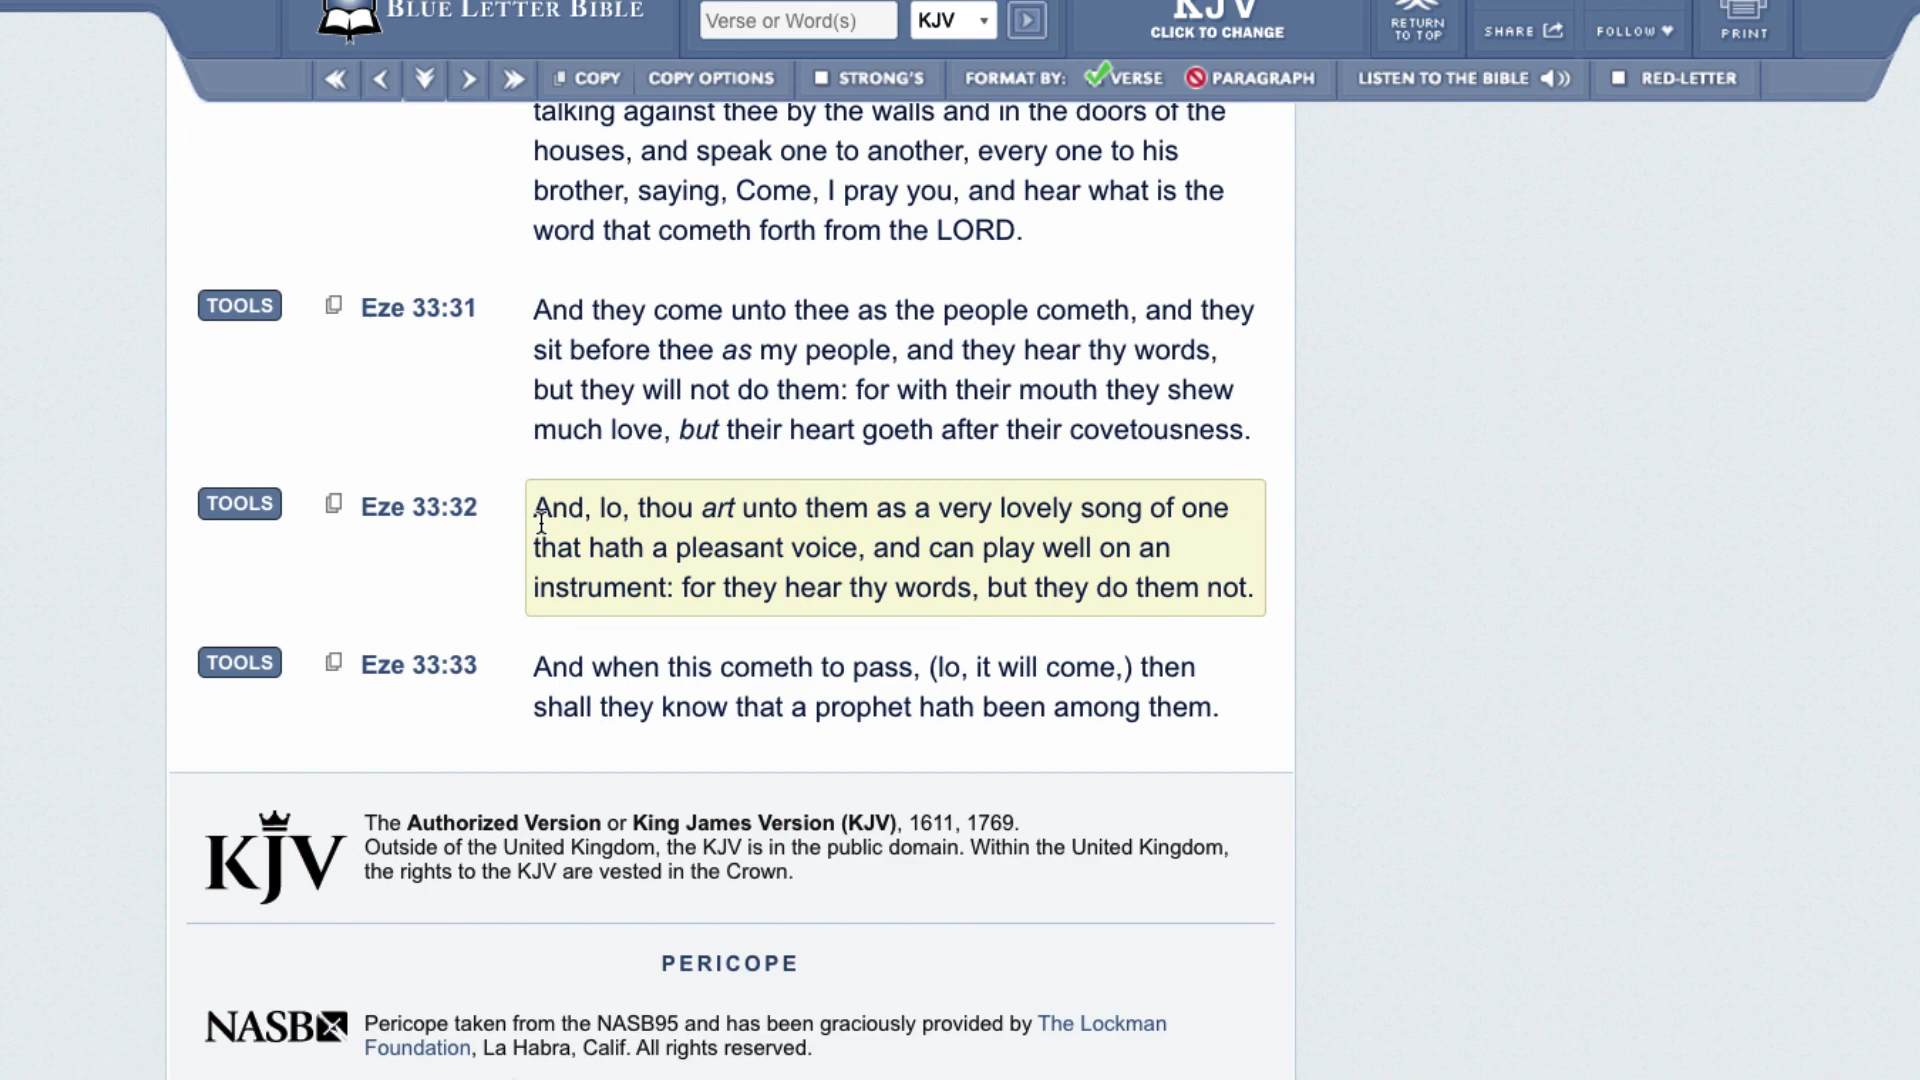 BLUE LETTER BIBLE
Verse or Word(s)
KJV
KJV
CLICK TO CHANGE
RETURN
TO TOP
SHARE
FOLLOW
PRINT
COPY
COPY OPTIONS
STRONG'S
FORMAT BY:
VERSE
PARAGRAPH
LISTEN TO THE BIBLE
RED-LETTER
talking against thee by the walls and in the doors of the
houses, and speak one to another, every one to his
brother, saying, Come, I pray you, and hear what is the
word that cometh forth from the LORD.
TOOLS
Eze 33:31
And they come unto thee as the people cometh, and they
sit before thee as my people, and they hear thy words,
but they will not do them: for with their mouth they shew
much love, but their heart goeth after their covetousness.
TOOLS
Eze 33:32
And, lo, thou art unto them as a very lovely song of one
that hath a pleasant voice, and can play well on an
instrument: for they hear thy words, but they do them not.
TOOLS
Eze 33:33
And when this cometh to pass, (lo, it will come,) then
shall they know that a prophet hath been among them.
KJV
The Authorized Version or King James Version (KJV), 1611, 1769.
Outside of the United Kingdom, the KJV is in the public domain. Within the United Kingdom,
the rights to the KJV are vested in the Crown.
PERICOPE
NASB
Pericope taken from the NASB95 and has been graciously provided by The Lockman
Foundation, La Habra, Calif. All rights reserved.